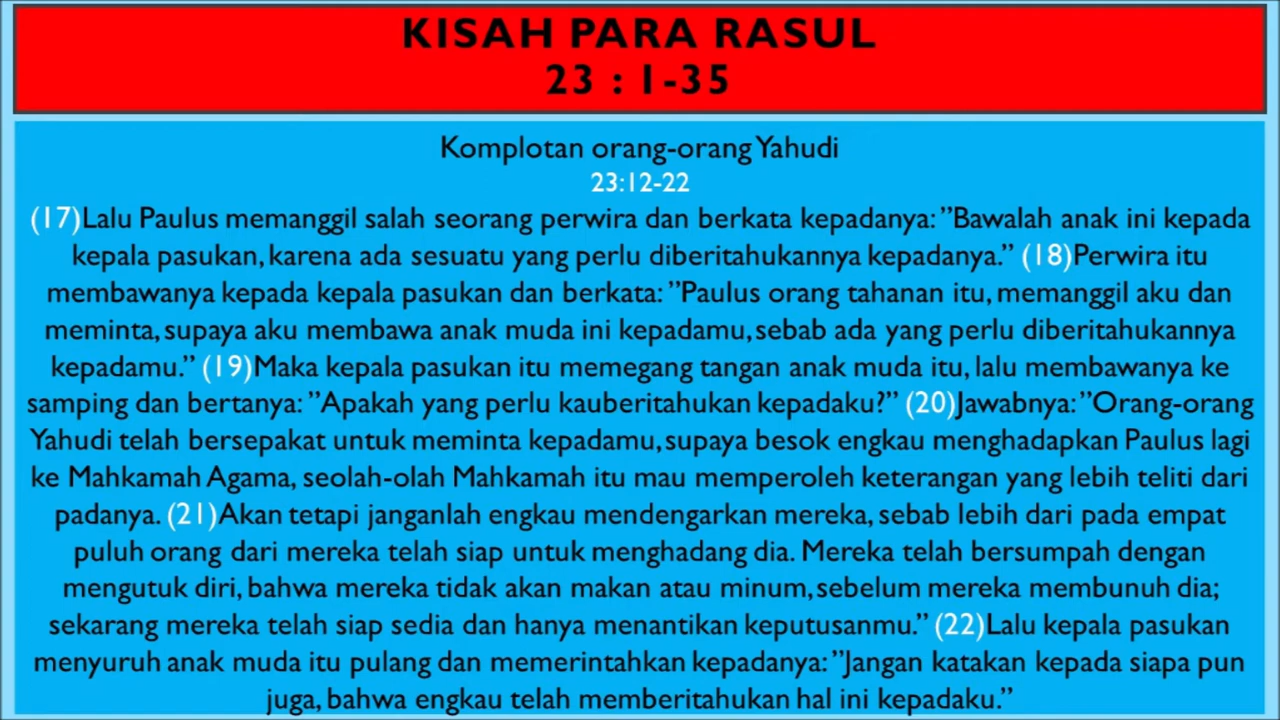 KISAH PARA RASUL
23 : 1-35
Komplotan orang-orang Yahudi
23:12-22
(17)Lalu Paulus memanggil salah seorang perwira dan berkata kepadanya: ”Bawalah anak ini kepada
kepala pasukan, karena ada sesuatu yang perlu diberitahukannya kepadanya.” (18)Perwira itu
membawanya kepada kepala pasukan dan berkata: ”Paulus orang tahanan itu, memanggil aku dan
meminta, supaya aku membawa anak muda ini kepadamu, sebab ada yang perlu diberitahukannya
kepadamu.” (19)Maka kepala pasukan itu memegang tangan anak muda itu, lalu membawanya ke
samping dan bertanya: ”Apakah yang perlu kauberitahukan kepadaku?” (20)Jawabnya: ”Orang-orang
Yahudi telah bersepakat untuk meminta kepadamu, supaya besok engkau menghadapkan Paulus lagi
ke Mahkamah Agama, seolah-olah Mahkamah itu mau memperoleh keterangan yang lebih teliti dari
padanya. (21)Akan tetapi janganlah engkau mendengarkan mereka, sebab lebih dari pada empat
puluh orang dari mereka telah siap untuk menghadang dia. Mereka telah bersumpah dengan
mengutuk diri, bahwa mereka tidak akan makan atau minum, sebelum mereka membunuh dia;
sekarang mereka telah siap sedia dan hanya menantikan keputusanmu.” (22)Lalu kepala pasukan
menyuruh anak muda itu pulang dan memerintahkan kepadanya: ”Jangan katakan kepada siapa pun
juga, bahwa engkau telah memberitahukan hal ini kepadaku.”